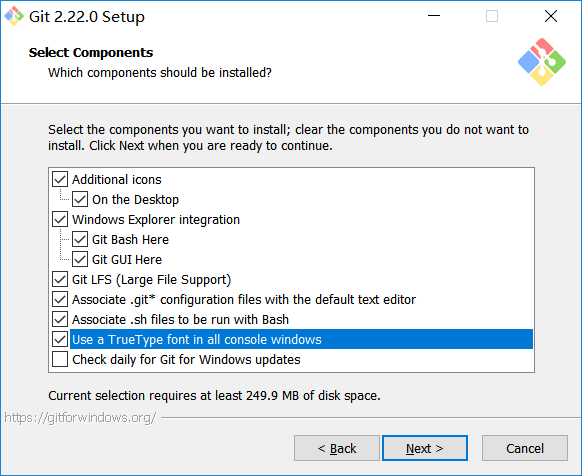 Git 2.22.0 Setup
Select Components
Which components should be installed?
Select the components you want to install; clear the components you do not want to
install. Click Next when you are ready to continue.
Additional icons
On the Desktop
Windows Explorer integration
Git Bash Here
Git GUI Here
Git LFS (Large File Support)
Associate .git* configuration files with the default text editor
Associate .sh files to be run with Bash
Use a TrueType font in all console windows
Check daily for Git for Windows updates
Current selection requires at least 249.9 MB of disk space.
https://gitforwindows.org/
< Back
Next >
Cancel